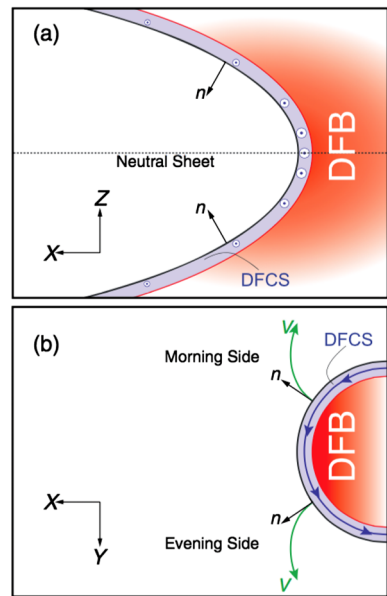 (a)
n
DFB
Neutral Sheet
Z
n
X
DFCS
(b)
V
DFCS
Morning Side
n
DFB
X
Y
n
Evening Side
V